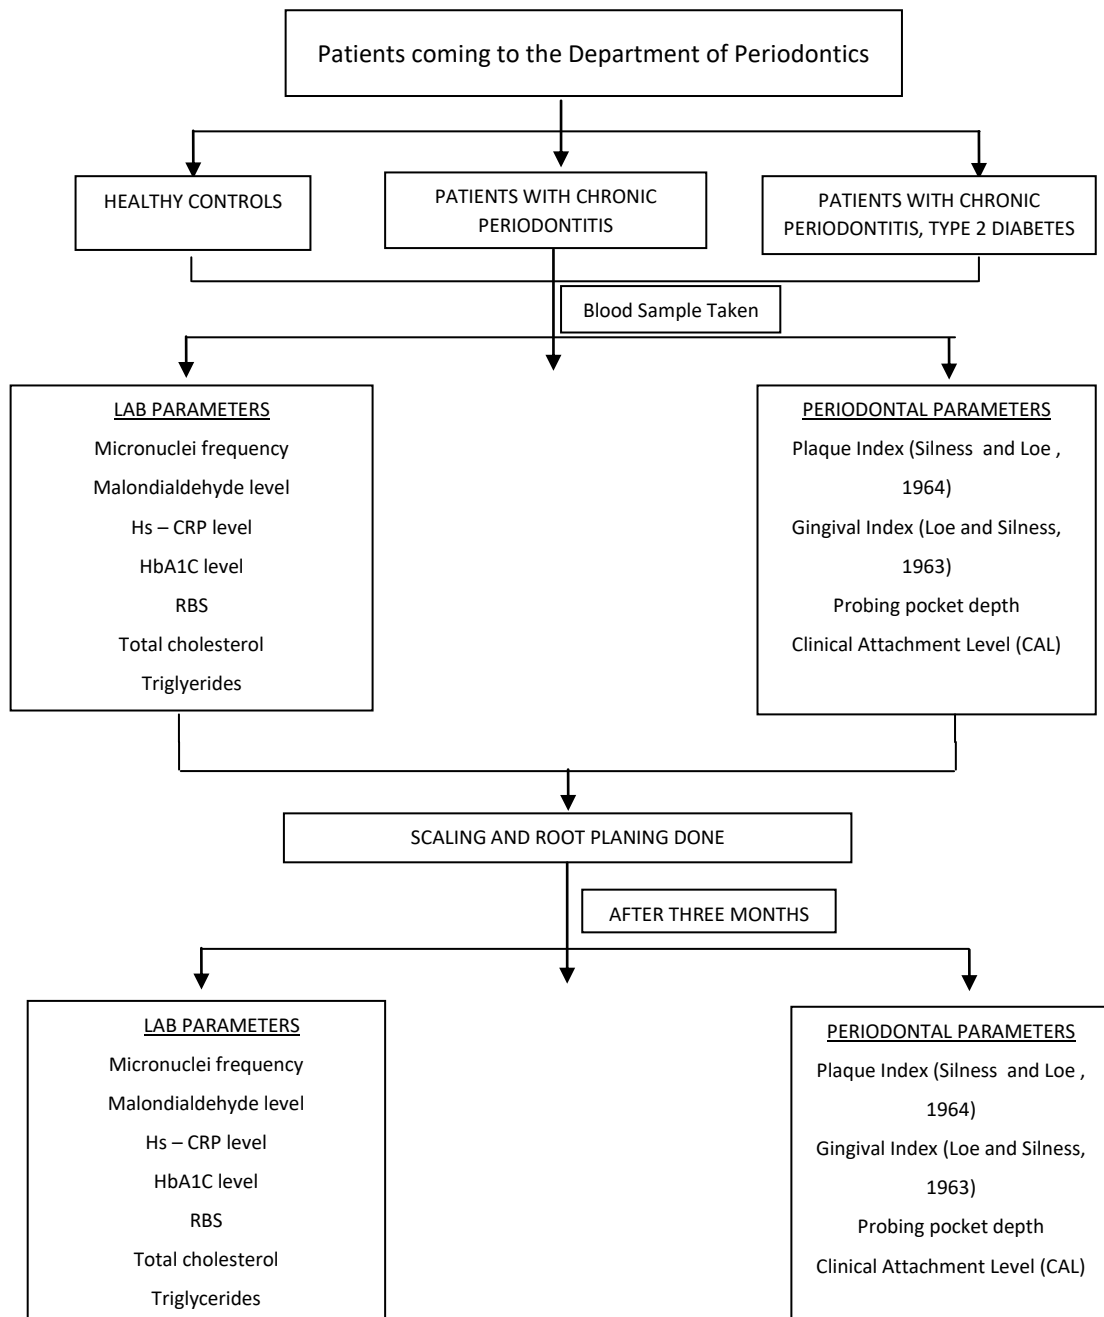 Patients coming to the Department of Periodontics
HEALTHY CONTROLS
PATIENTS WITH CHRONIC
PERIODONTITIS
PATIENTS WITH CHRONIC
PERIODONTITIS, TYPE 2 DIABETES
Blood Sample Taken
LAB PARAMETERS
Micronuclei frequency
Malondialdehyde level
Hs – CRP level
HbA1C level
RBS
Total cholesterol
Triglyerides
PERIODONTAL PARAMETERS
Plaque Index (Silness and Loe ,
1964)
Gingival Index (Loe and Silness,
1963)
Probing pocket depth
Clinical Attachment Level (CAL)
SCALING AND ROOT PLANING DONE
AFTER THREE MONTHS
LAB PARAMETERS
Micronuclei frequency
Malondialdehyde level
Hs – CRP level
HbA1C level
RBS
Total cholesterol
Triglycerides
PERIODONTAL PARAMETERS
Plaque Index (Silness and Loe ,
1964)
Gingival Index (Loe and Silness,
1963)
Probing pocket depth
Clinical Attachment Level (CAL)